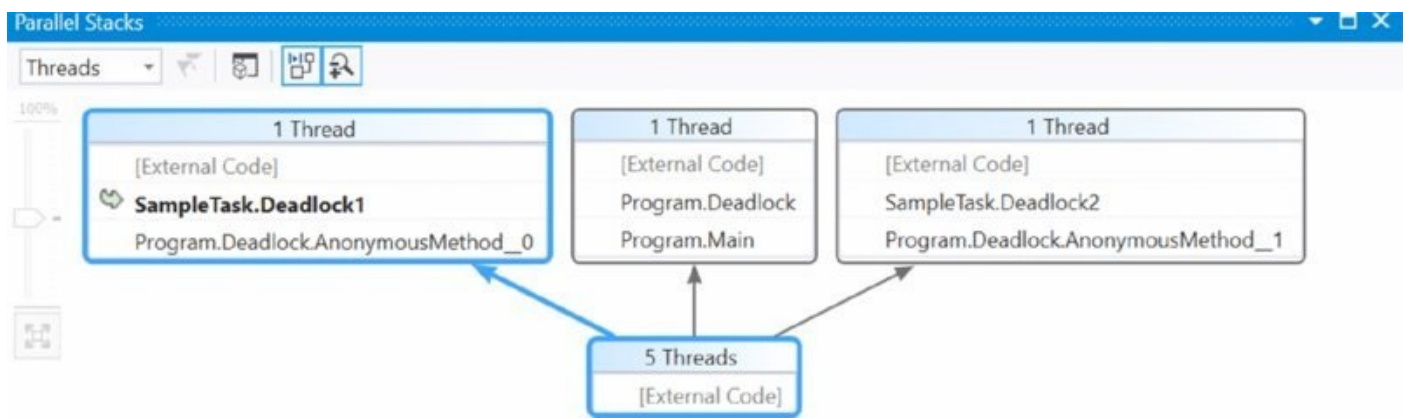 Parallel Stacks
Threads
100%
1 Thread
[External Code]
SampleTask.Deadlock1
Program.Deadlock.AnonymousMethod__0
1 Thread
[External Code]
Program.Deadlock
Program.Main
1 Thread
[External Code]
SampleTask.Deadlock2
Program.Deadlock.AnonymousMethod__1
5 Threads
[External Code]